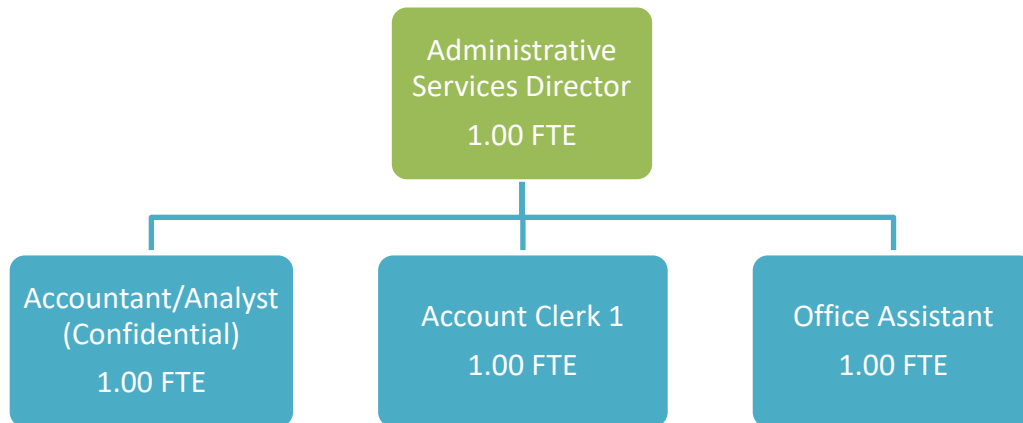 Administrative
Services Director
1.00 FTE
Accountant/Analyst
(Confidential)
1.00 FTE
Account Clerk 1
1.00 FTE
Office Assistant
1.00 FTE